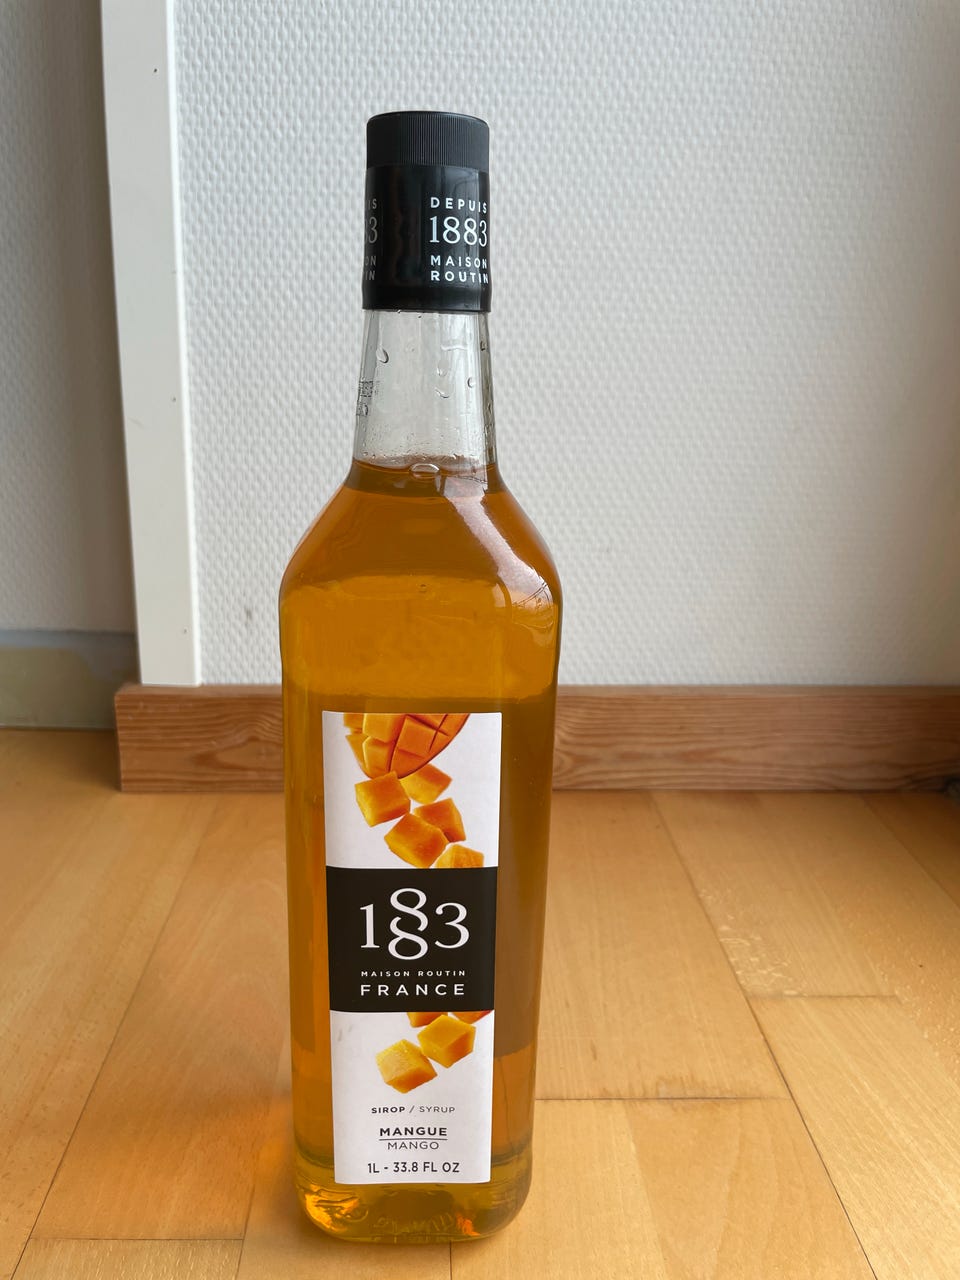 DEPUIS
1883
MAISON
ROUTIN
1883
MAISON ROUTIN
FRANCE
SIROP / SYRUP
MANGUE
MANGO
1L - 33.8 FL OZ